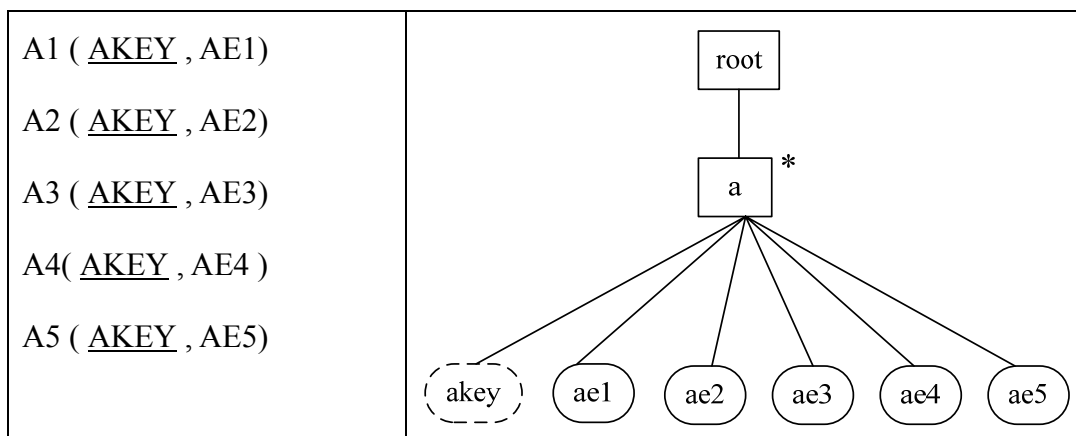 A1 ( AKEY , AE1)
A2 ( AKEY , AE2)
A3 ( AKEY , AE3)
A4( AKEY , AE4 )
A5 ( AKEY , AE5)
root
a *
akey ae1 ae2 ae3 ae4 ae5